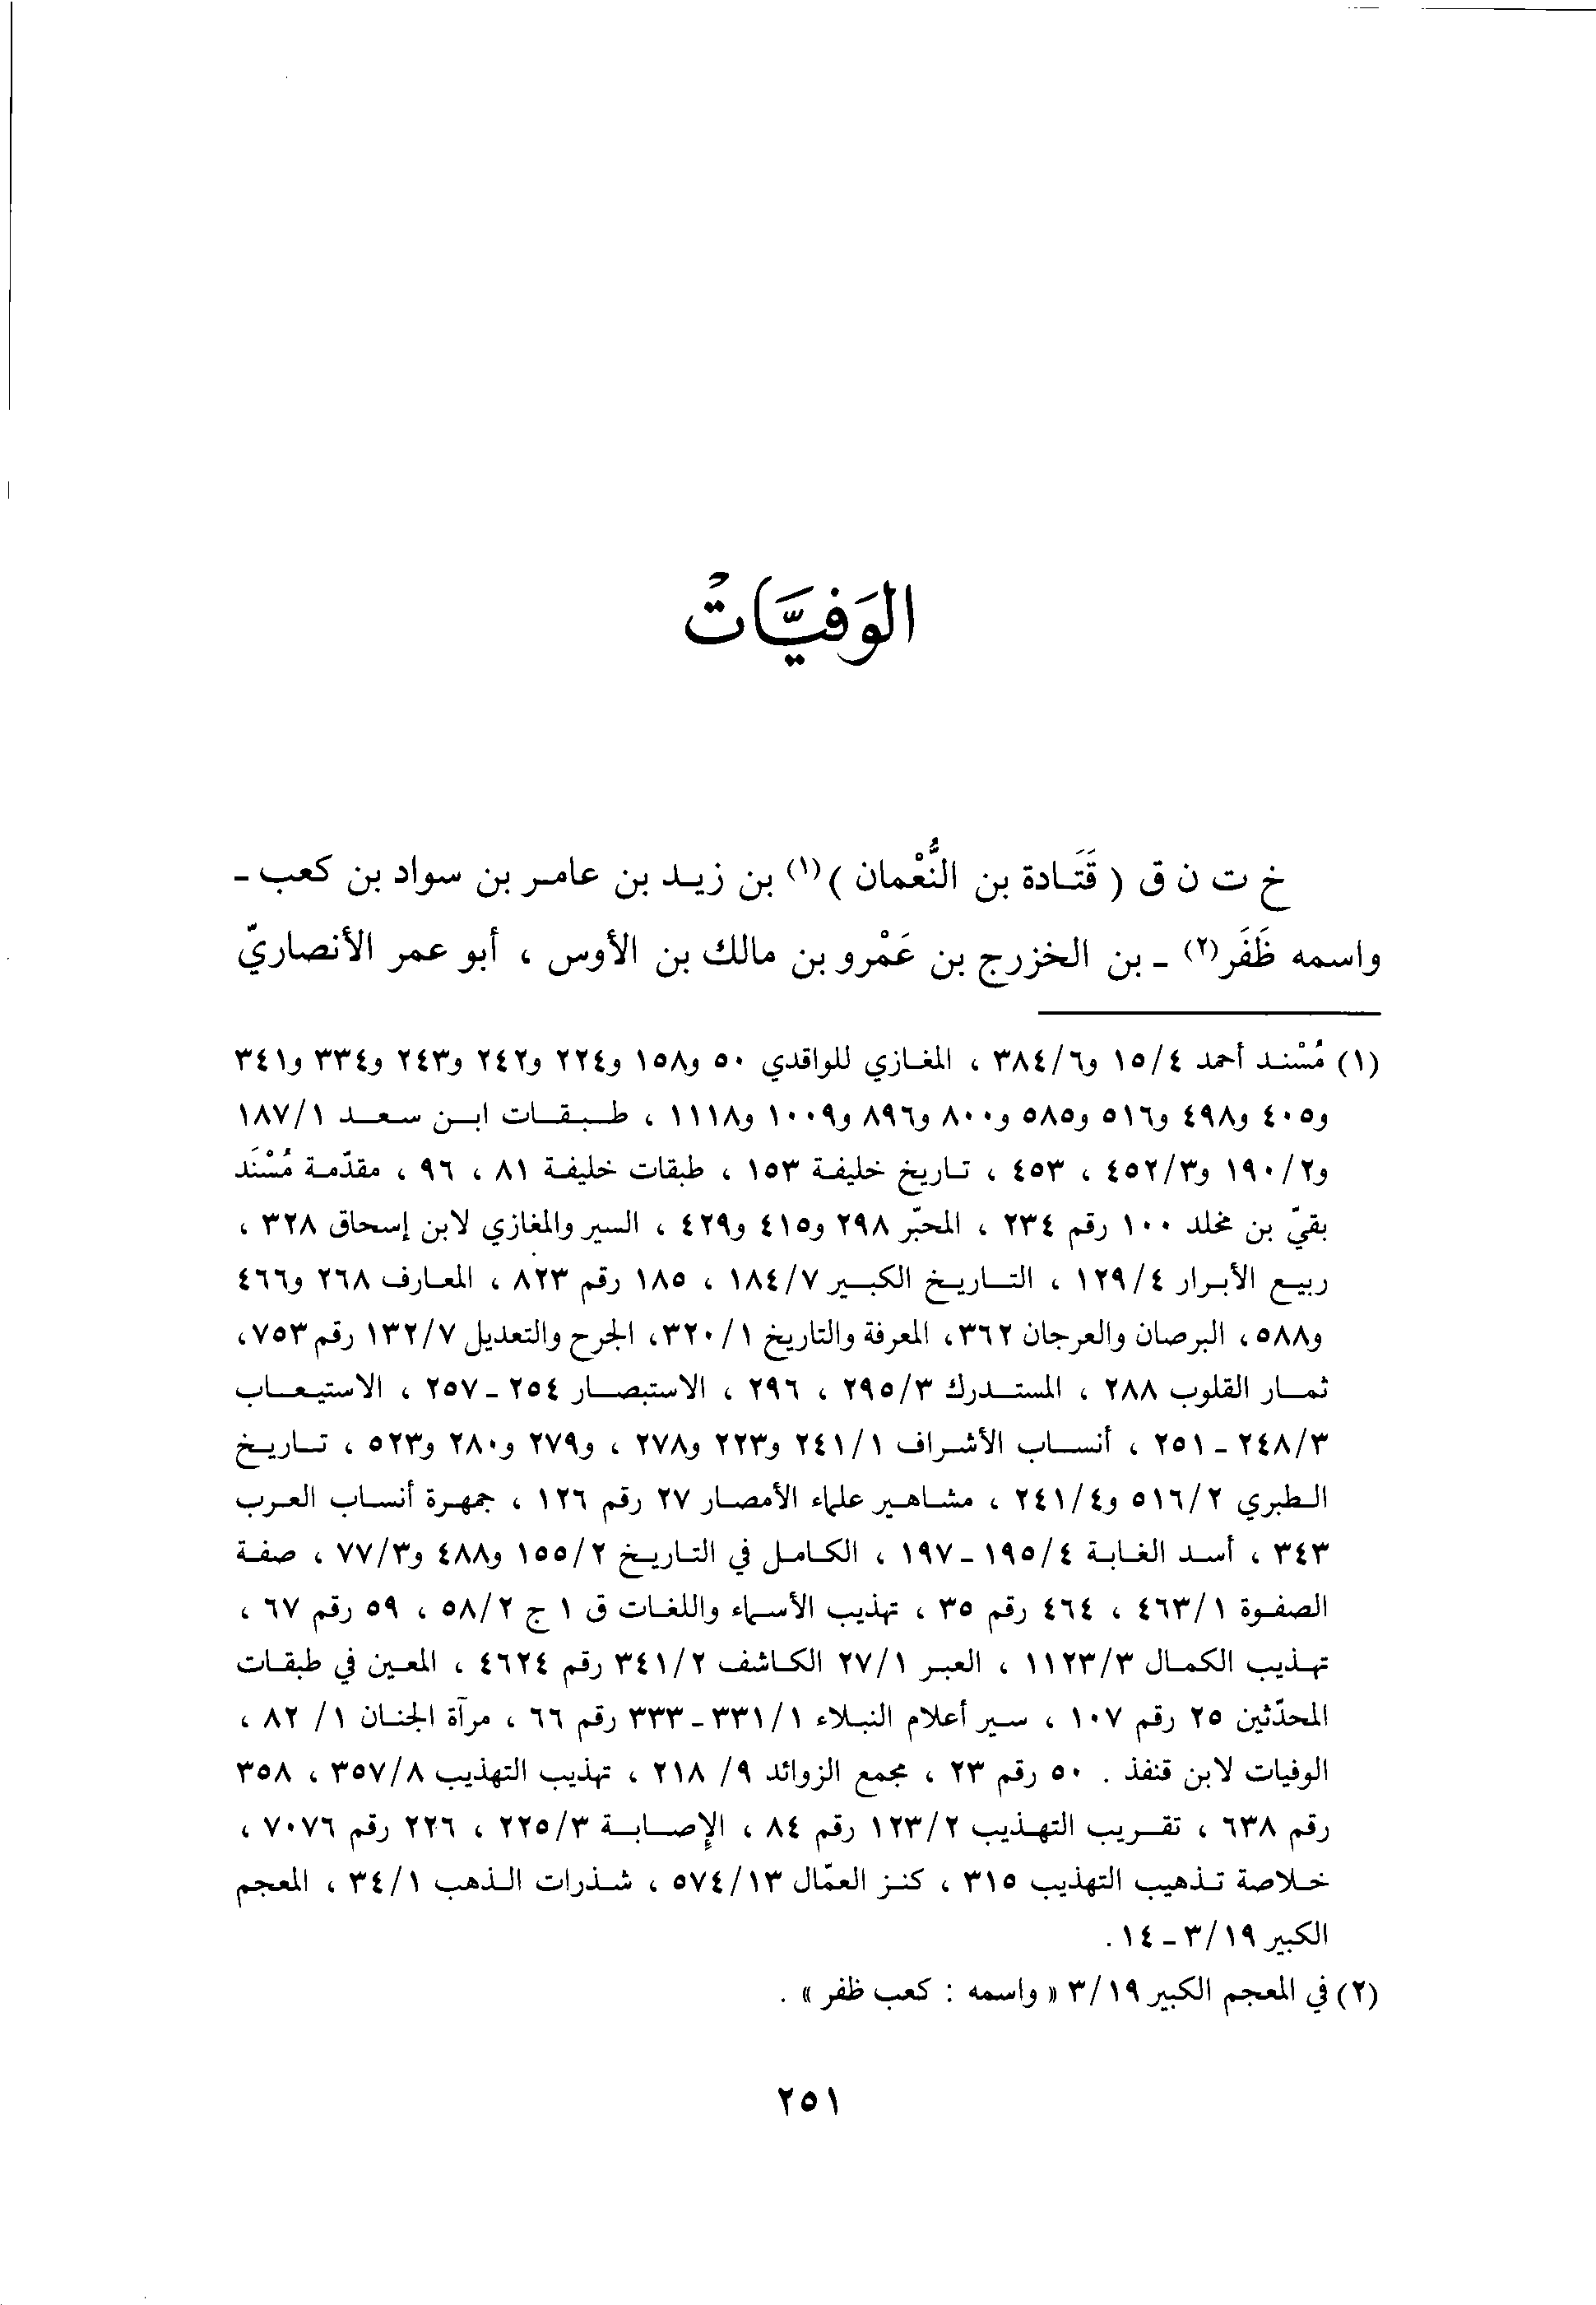 الوَفيَّاتْ
خ ت ن ق ( قَتَادة بن النُّعْمان )(١) بن زيد بن عامر بن سواد بن كعب -
واسمه ظَفَر(٢) - بن الخزرج بن عَمْرو بن مالك بن الأوس ، أبو عمر الأنصاريّ
(١) مُسْند أحمد ١٥/٤ و٣٨٤/٦ ، المغازي للواقدي ٥٠ و١٥٨ و٢٢٤ و٢٤٢ و٢٤٣ و٣٣٤ و٣٤١
و٤٠٥ و٤٩٨ و٥١٦ و٥٨٥ و٨٠٠ و٨٩٦ و١٠٠٩ و١١١٨ ، طبقات ابن سعد ١٨٧/١
و١٩٠/٢ و٤٥٢/٣ ، ٤٥٣ ، تاريخ خليفة ١٥٣ ، طبقات خليفة ٨١ ، ٩٦ ، مقدّمة مُسْنَد
بقيّ بن مخلد ١٠٠ رقم ٢٣٤ ، المحبّر ٢٩٨ و٤١٥ و٤٢٩ ، السير والمغازي لابن إسحاق ٣٢٨ ،
ربيع الأبرار ١٢٩/٤ ، التاريخ الكبير ١٨٤/٧ ، ١٨٥ رقم ٨٢٣ ، المعارف ٢٦٨ و٤٦٦
و٥٨٨، البرصان والعرجان ٣٦٢، المعرفة والتاريخ ٣٢٠/١، الجرح والتعديل ١٣٢/٧ رقم ٧٥٣،
ثمار القلوب ٢٨٨ ، المستدرك ٢٩٥/٣ ، ٢٩٦ ، الاستبصار ٢٥٤ - ٢٥٧ ، الاستيعاب
٢٤٨/٣ - ٢٥١ ، أنساب الأشراف ٢٤١/١ و٢٢٣ و٢٧٨ ، و٢٧٩ و٢٨٠ و٥٢٣ ، تاريخ
الطبري ٥١٦/٢ و٢٤١/٤ ، مشاهير علماء الأمصار ٢٧ رقم ١٢٦ ، جمهرة أنساب العرب
٣٤٣ ، أسد الغابة ١٩٥/٤ - ١٩٧ ، الكامل في التاريخ ١٥٥/٢ و٤٨٨ و٧٧/٣ ، صفة
الصفوة ٤٦٣/١ ، ٤٦٤ رقم ٣٥ ، تهذيب الأسماء واللغات ق ١ ج ٥٨/٢ ، ٥٩ رقم ٦٧ ،
تهذيب الكمال ١١٢٣/٣ ، العبر ٢٧/١ الكاشف ٣٤١/٢ رقم ٤٦٢٤ ، المعين في طبقات
المحدّثين ٢٥ رقم ١٠٧ ، سير أعلام النبلاء ٣٣١/١ - ٣٣٣ رقم ٦٦ ، مرآة الجنان ١/ ٨٢ ،
الوفيات لابن قنفذ . ٥٠ رقم ٢٣ ، مجمع الزوائد ٩/ ٢١٨ ، تهذيب التهذيب ٣٥٧/٨ ، ٣٥٨
رقم ٦٣٨ ، تقريب التهذيب ١٢٣/٢ رقم ٨٤ ، الإصابة ٢٢٥/٣ ، ٢٢٦ رقم ٧٠٧٦ ،
خلاصة تذهيب التهذيب ٣١٥ ، كنز العمّال ٥٧٤/١٣ ، شذرات الذهب ٣٤/١ ، المعجم
الكبير ٣/١٩ - ١٤ .
(٢) في المعجم الكبير ٣/١٩ « واسمه : كعب ظفر » .
٢٥١